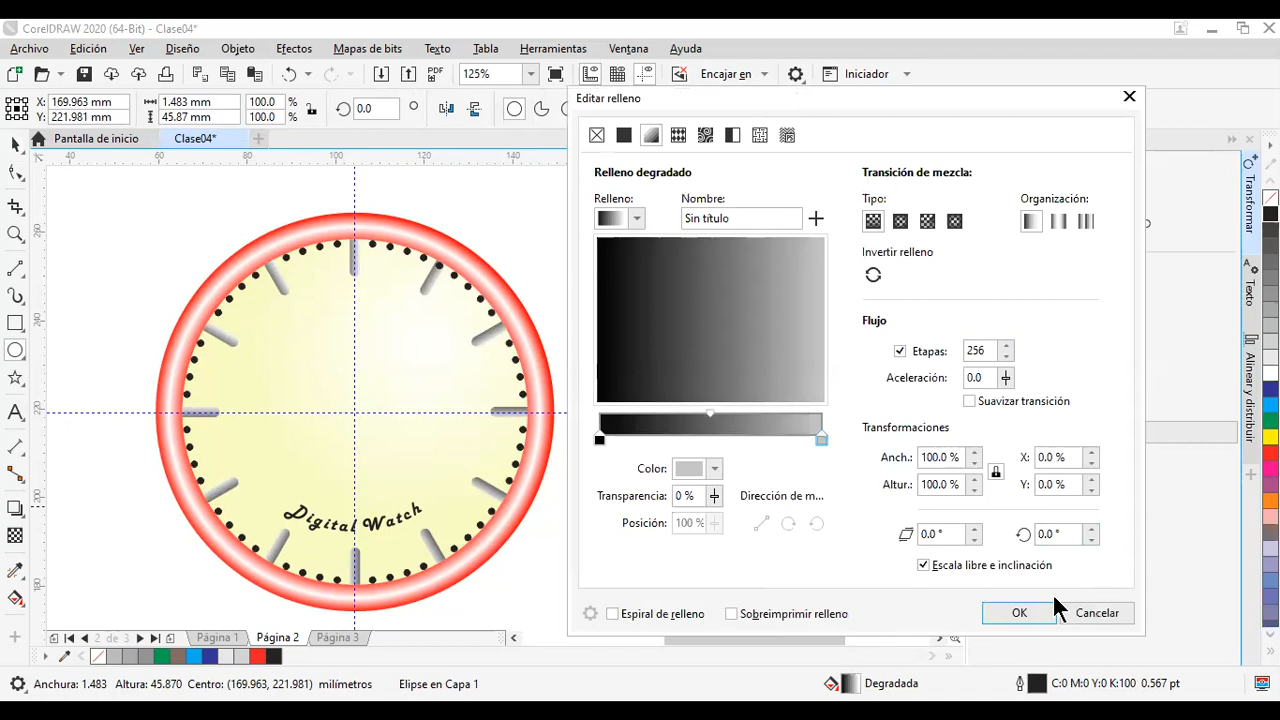 CorelDRAW 2020 (64-Bit) - Clase04*
Archivo Edición Ver Diseño Objeto Efectos Mapas de bits Texto Tabla Herramientas Ventana Ayuda
PDF 125% Encajar en Iniciador
X: 169.963 mm 1.483 mm 100.0 % 0.0 °
Y: 221.981 mm 45.87 mm 100.0 %
Pantalla de inicio Clase04*
40 60 80 100 120 140
Digital Watch
Página 1 Página 2 Página 3
2 de 3
Editar relleno
Relleno degradado
Relleno: Nombre:
Sin título
Color:
Transparencia: 0 % Dirección de m...
Posición: 100 %
Transición de mezcla:
Tipo: Organización:
Invertir relleno
Flujo
Etapas: 256
Aceleración: 0.0
Suavizar transición
Transformaciones
Anch.: 100.0 % X: 0.0 %
Altur.: 100.0 % Y: 0.0 %
0.0 ° 0.0 °
Escala libre e inclinación
Espiral de relleno Sobreimprimir relleno OK Cancelar
Transformar
Texto
Alinear y distribuir
Anchura: 1.483 Altura: 45.870 Centro: (169.963, 221.981) milímetros Elipse en Capa 1 Degradada C:0 M:0 Y:0 K:100 0.567 pt